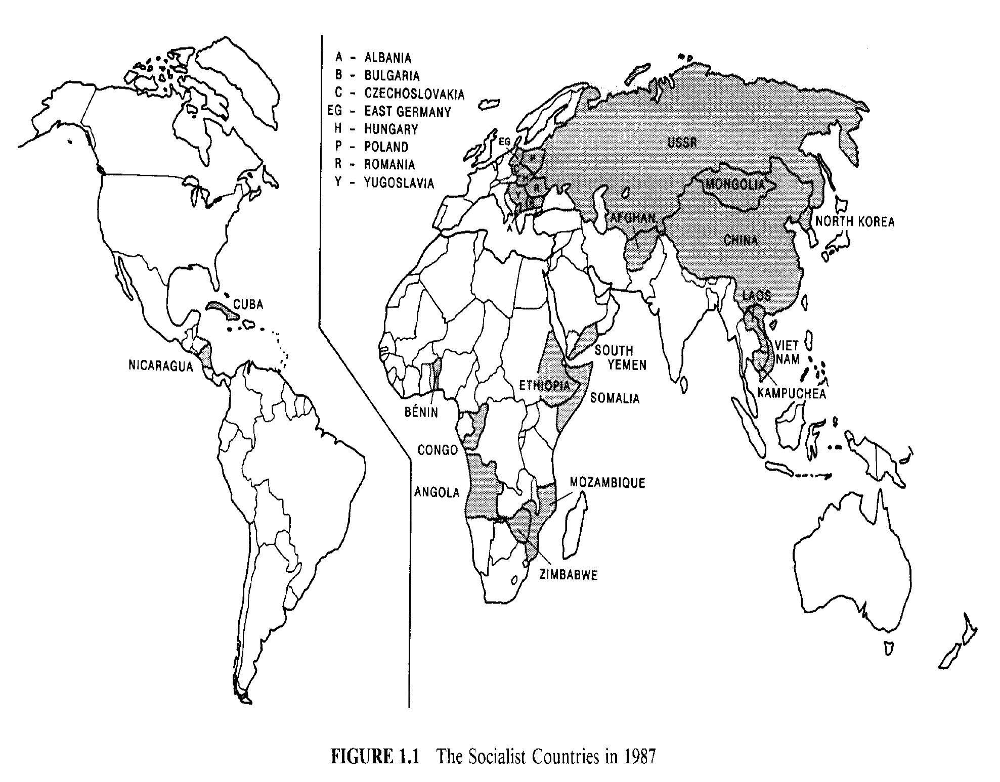 A - ALBANIA
B - BULGARIA
C - CZECHOSLOVAKIA
EG - EAST GERMANY
H - HUNGARY
P - POLAND
R - ROMANIA
Y - YUGOSLAVIA
EG
P
C
H
R
Y
B
A
USSR
MONGOLIA
AFGHAN.
NORTH KOREA
CHINA
LAOS
CUBA
VIET
NAM
NICARAGUA
SOUTH
YEMEN
ETHIOPIA
KAMPUCHEA
SOMALIA
BÉNIN
CONGO
ANGOLA
MOZAMBIQUE
ZIMBABWE
FIGURE 1.1 The Socialist Countries in 1987